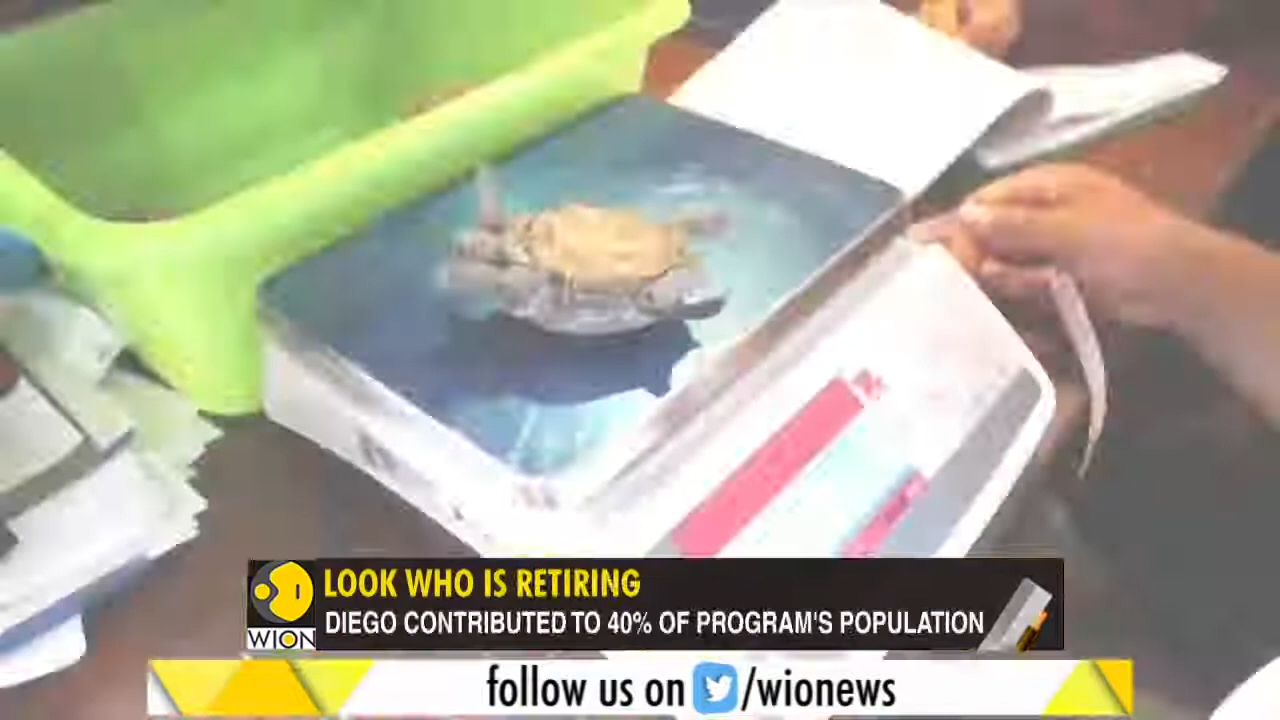 LOOK WHO IS RETIRING
DIEGO CONTRIBUTED TO 40% OF PROGRAM'S POPULATION
WION
follow us on /wionews